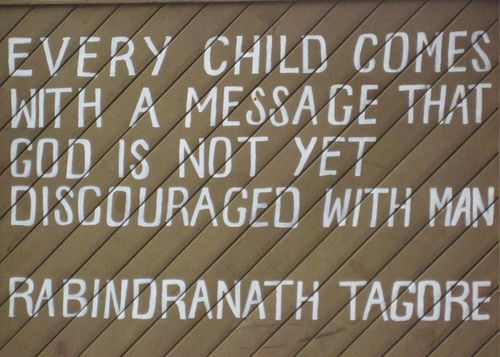 EVERY CHILD COMES
WITH A MESSAGE THAT
GOD IS NOT YET
DISCOURAGED WITH MAN
RABINDRANATH TAGORE